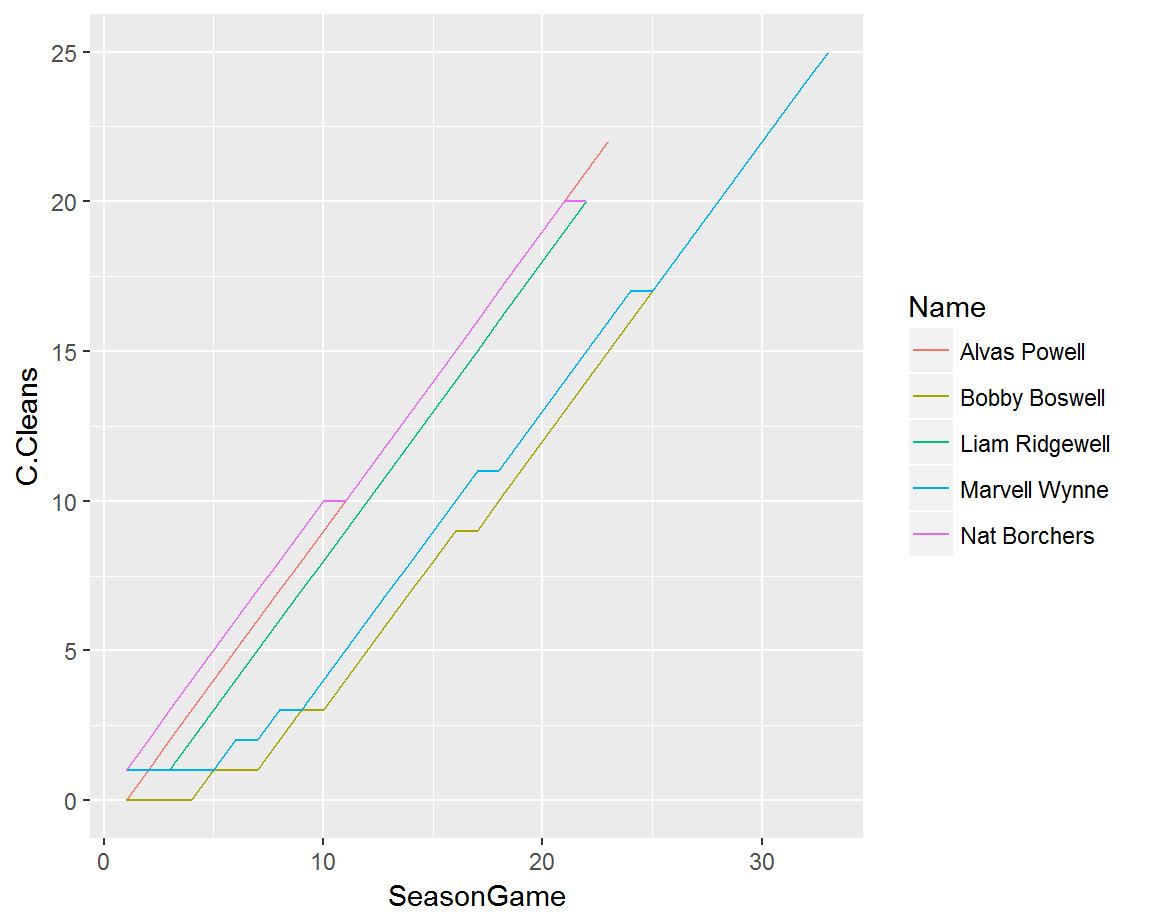 25
20
15
10
5
0
C.Cleans
0 10 20 30
SeasonGame
Name
Alvas Powell
Bobby Boswell
Liam Ridgewell
Marvell Wynne
Nat Borchers